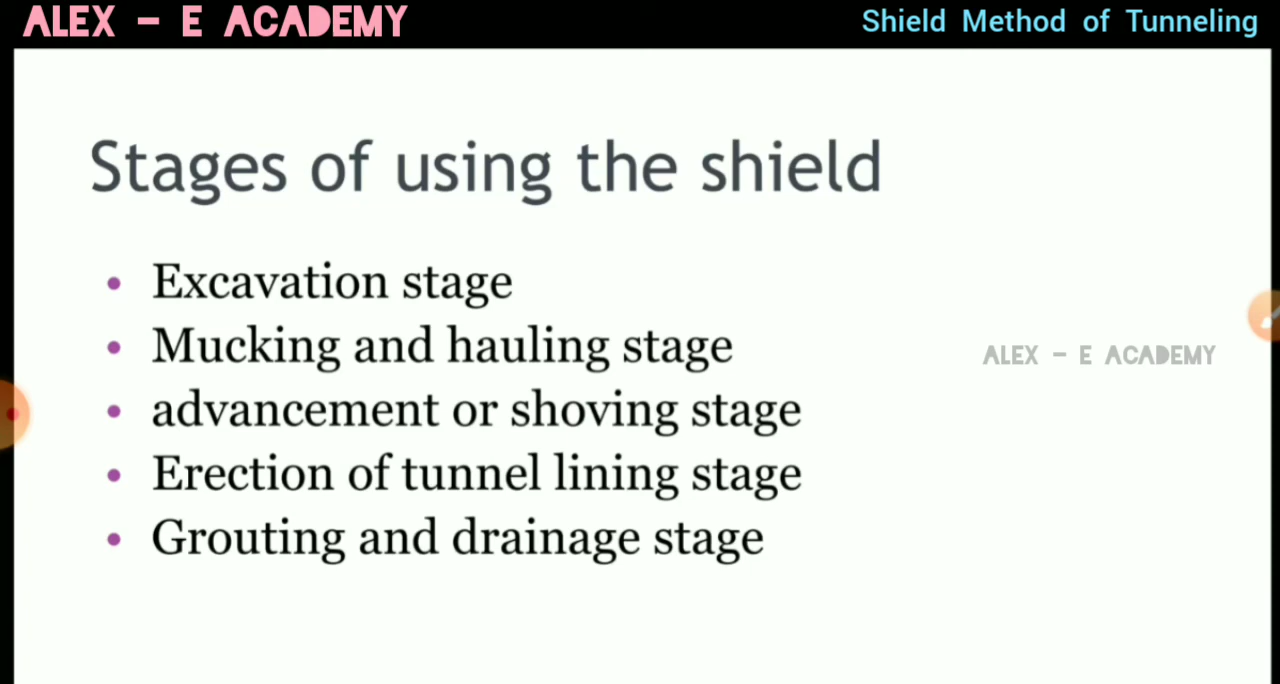 ALEX - E ACADEMY
Shield Method of Tunneling
Stages of using the shield
• Excavation stage
• Mucking and hauling stage
• advancement or shoving stage
• Erection of tunnel lining stage
• Grouting and drainage stage
ALEX - E ACADEMY